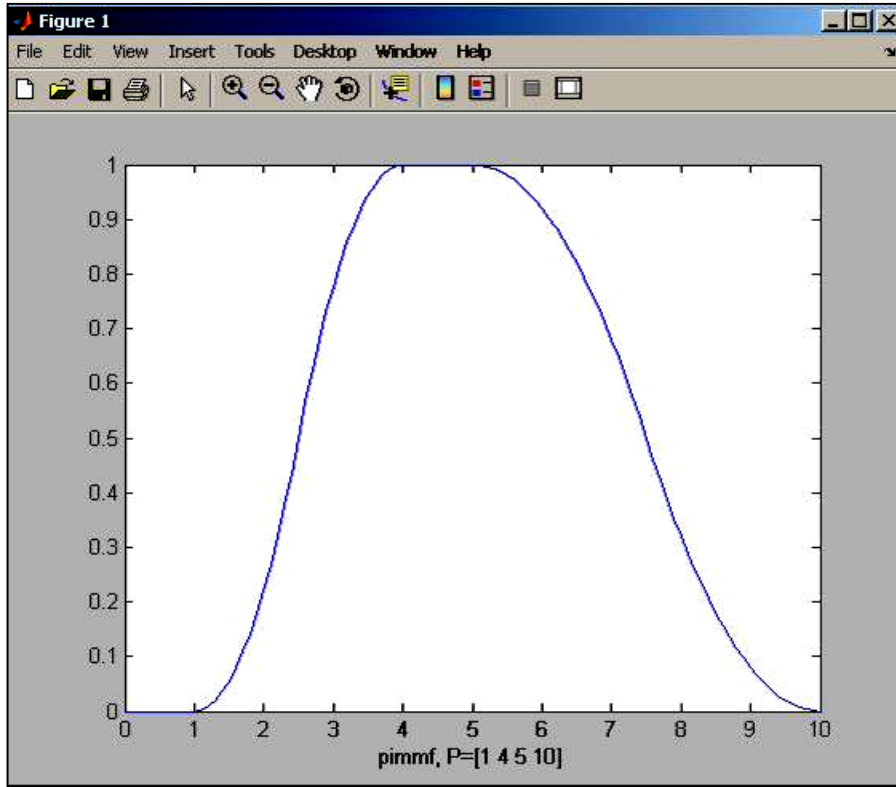 Figure 1
File Edit View Insert Tools Desktop Window Help
1
0.9
0.8
0.7
0.6
0.5
0.4
0.3
0.2
0.1
0
0 1 2 3 4 5 6 7 8 9 10
pimmf, P=[1 4 5 10]